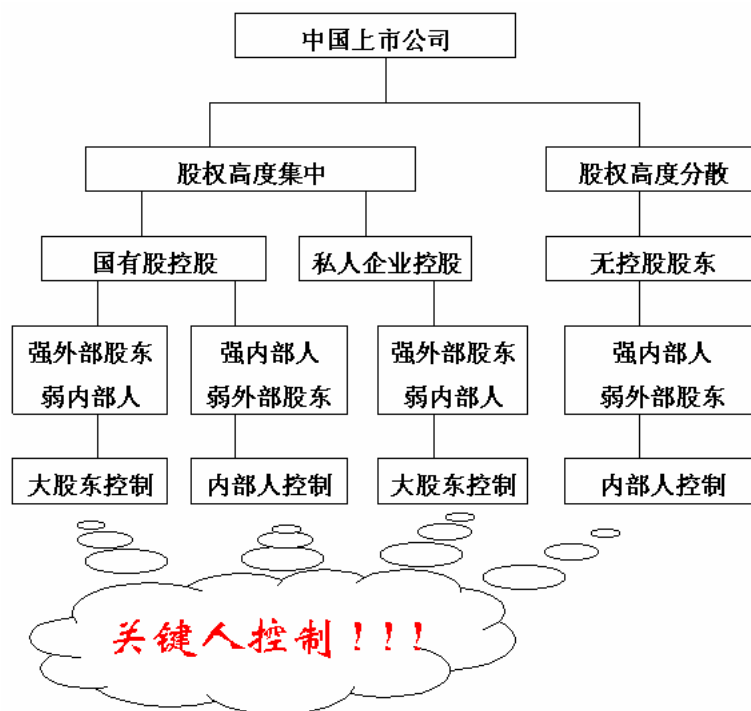 中国上市公司
股权高度集中
股权高度分散
国有股控股
私人企业控股
无控股股东
强外部股东
弱内部人
强内部人
弱外部股东
强外部股东
弱内部人
强内部人
弱外部股东
大股东控制
内部人控制
大股东控制
内部人控制
关键人控制！！！